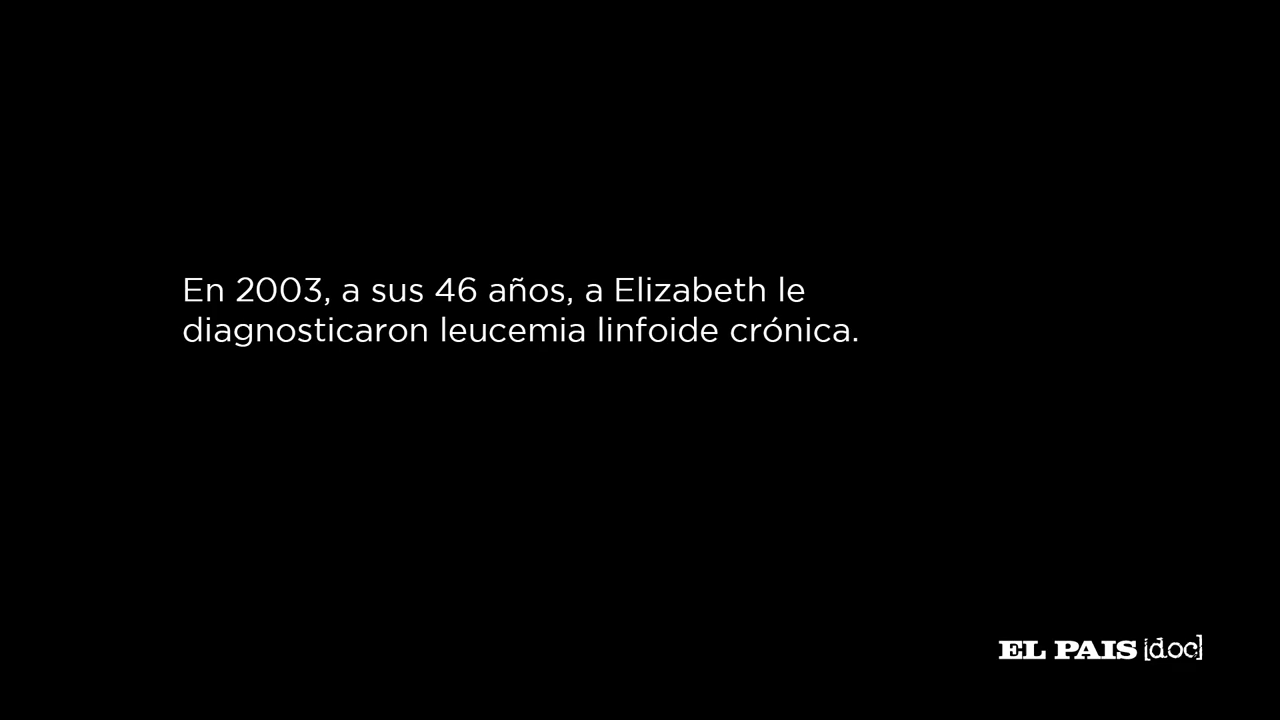 En 2003, a sus 46 años, a Elizabeth le
diagnosticaron leucemia linfoide crónica.
EL PAIS [doc]